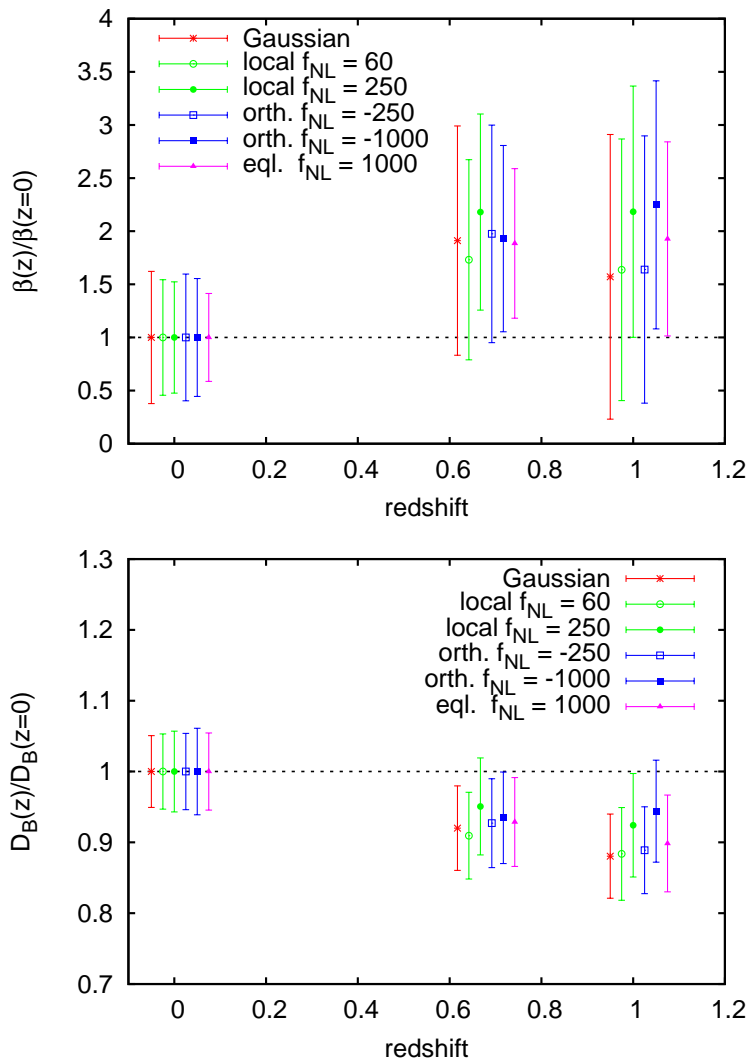 4
3.5
3
2.5
2
1.5
1
0.5
0
β(z)/β(z=0)
Gaussian
local f_NL = 60
local f_NL = 250
orth. f_NL = -250
orth. f_NL = -1000
eql. f_NL = 1000
0 0.2 0.4 0.6 0.8 1 1.2
redshift
1.3
1.2
1.1
1
0.9
0.8
0.7
D_B(z)/D_B(z=0)
Gaussian
local f_NL = 60
local f_NL = 250
orth. f_NL = -250
orth. f_NL = -1000
eql. f_NL = 1000
0 0.2 0.4 0.6 0.8 1 1.2
redshift